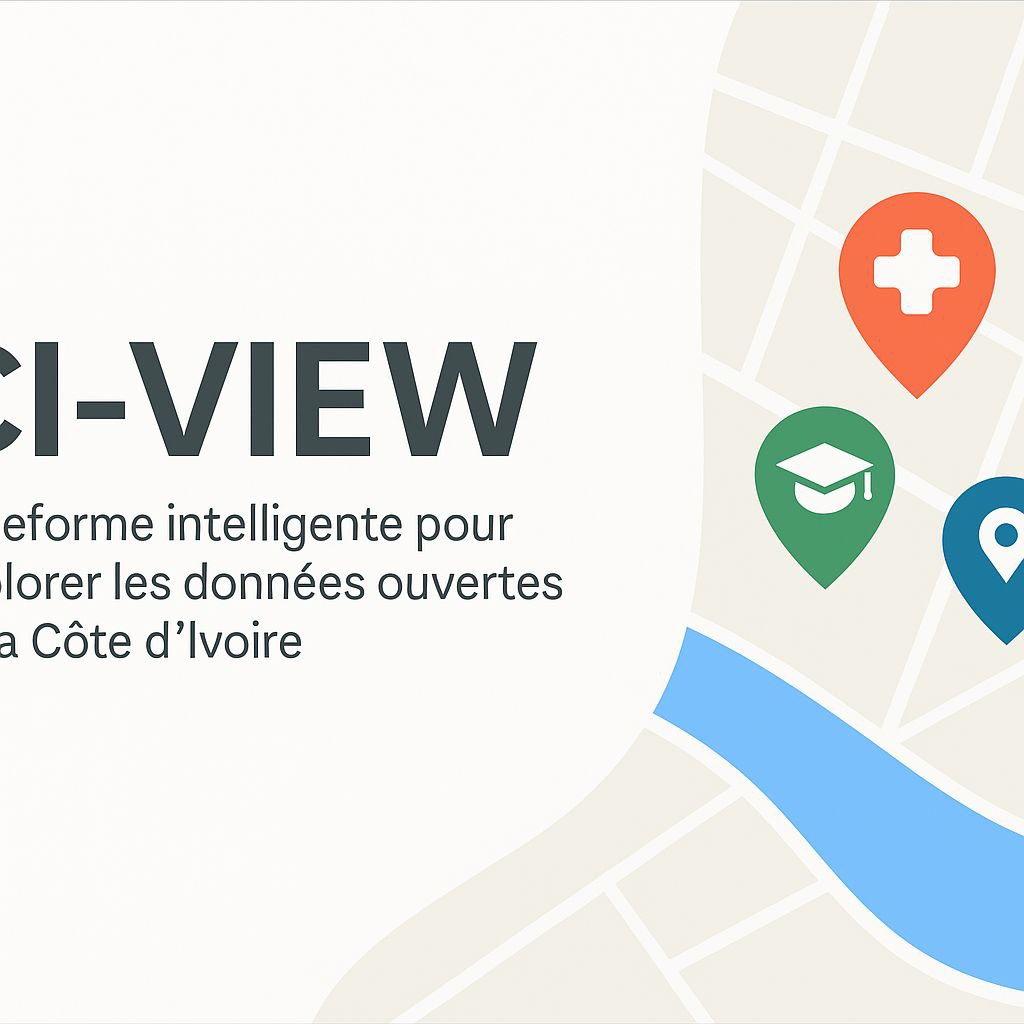 CI-VIEW
eforme intelligente pour
lorer les données ouvertes
a Côte d’Ivoire